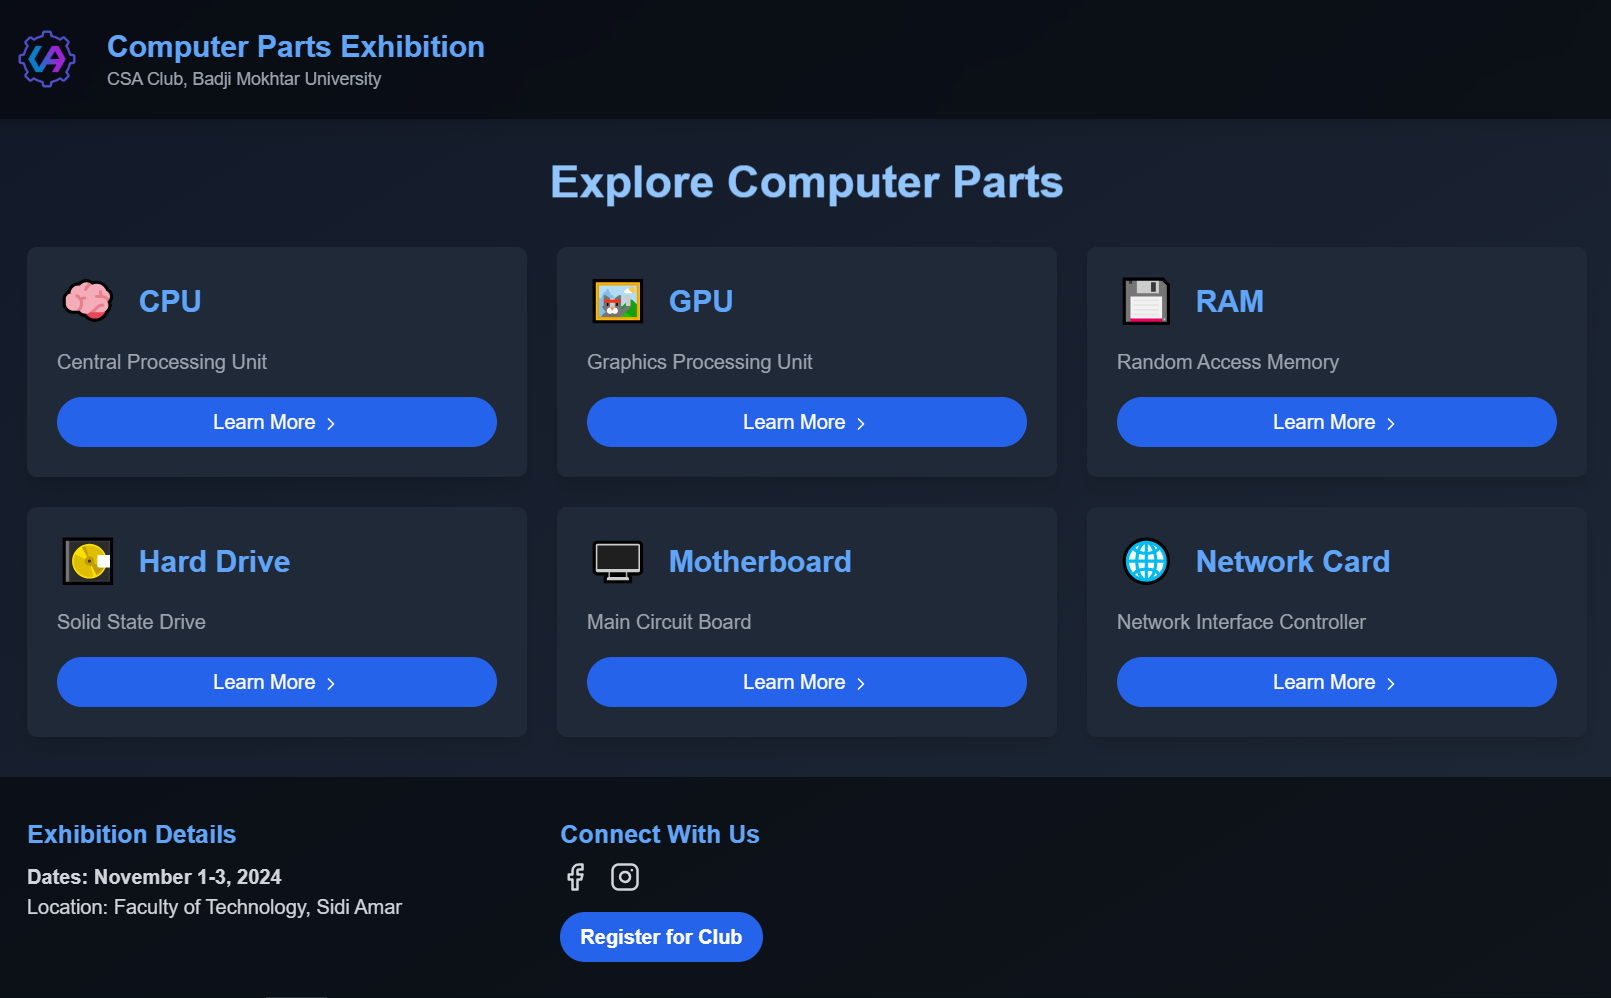 Computer Parts Exhibition
CSA Club, Badji Mokhtar University
Explore Computer Parts
CPU
Central Processing Unit
Learn More
GPU
Graphics Processing Unit
Learn More
RAM
Random Access Memory
Learn More
Hard Drive
Solid State Drive
Learn More
Motherboard
Main Circuit Board
Learn More
Network Card
Network Interface Controller
Learn More
Exhibition Details
Dates: November 1-3, 2024
Location: Faculty of Technology, Sidi Amar
Connect With Us
Register for Club